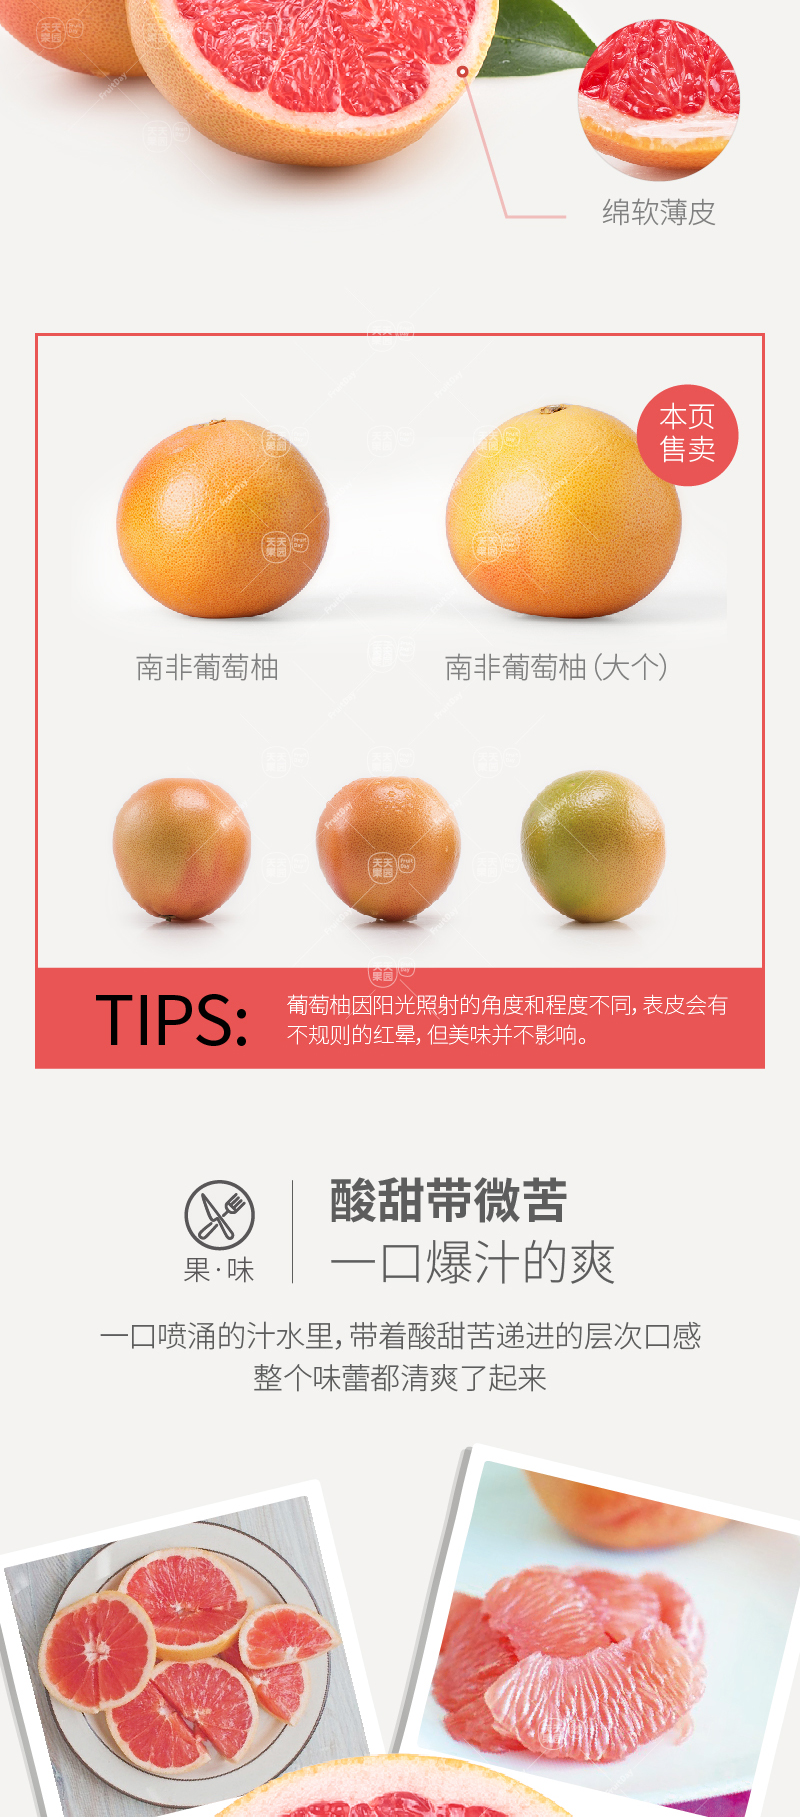 绵软薄皮
本页
售卖
南非葡萄柚
南非葡萄柚（大个）
TIPS:
葡萄柚因阳光照射的角度和程度不同，表皮会有
不规则的红晕，但美味并不影响。
酸甜带微苦
一口爆汁的爽
果·味
一口喷涌的汁水里，带着酸甜苦递进的层次口感
整个味蕾都清爽了起来
天天果园
FruitDay